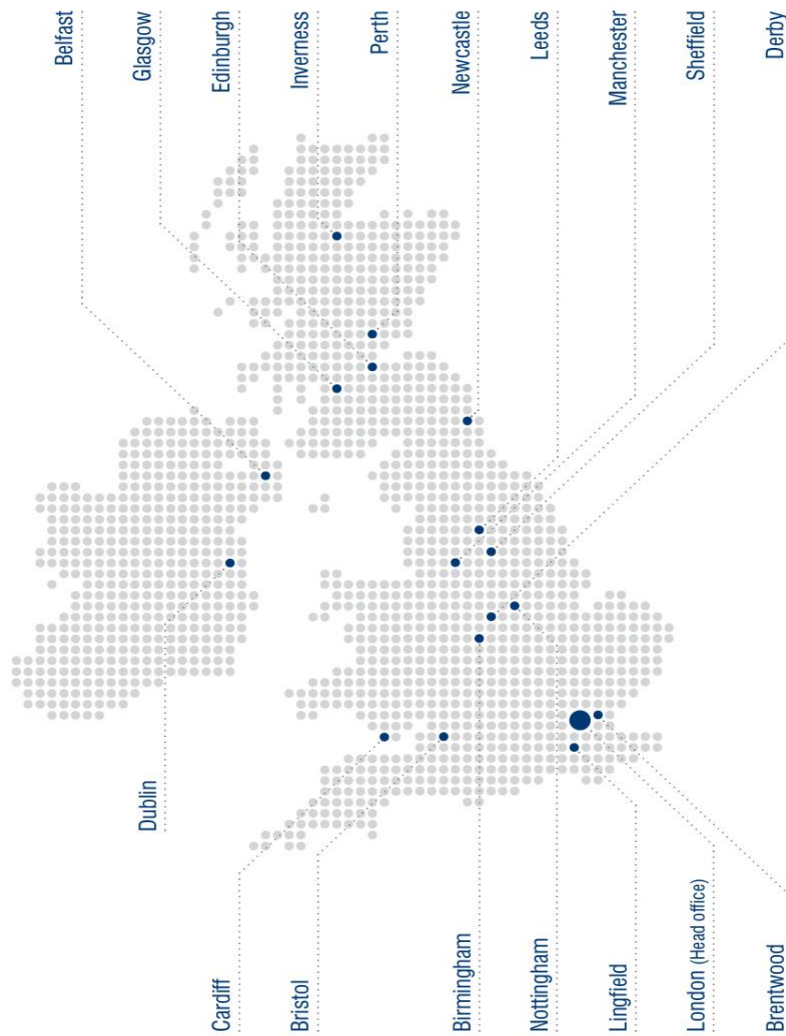 Belfast
Glasgow
Edinburgh
Inverness
Perth
Newcastle
Leeds
Manchester
Sheffield
Derby
Dublin
Cardiff
Bristol
Birmingham
Nottingham
Lingfield
London (Head office)
Brentwood